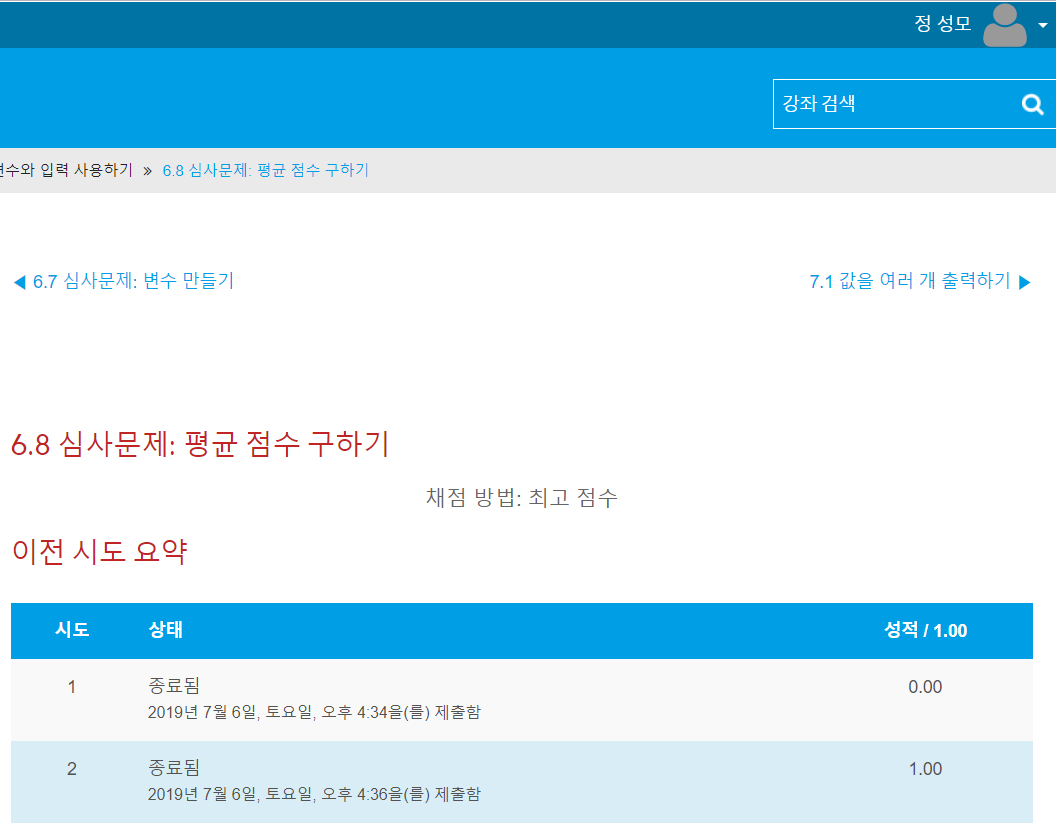 정 성모
강좌 검색
변수와 입력 사용하기 » 6.8 심사문제: 평균 점수 구하기
◀ 6.7 심사문제: 변수 만들기
7.1 값을 여러 개 출력하기 ▶
6.8 심사문제: 평균 점수 구하기
채점 방법: 최고 점수
이전 시도 요약
시도 상태 성적 / 1.00
1 종료됨 0.00
2019년 7월 6일, 토요일, 오후 4:34을(를) 제출함
2 종료됨 1.00
2019년 7월 6일, 토요일, 오후 4:36을(를) 제출함